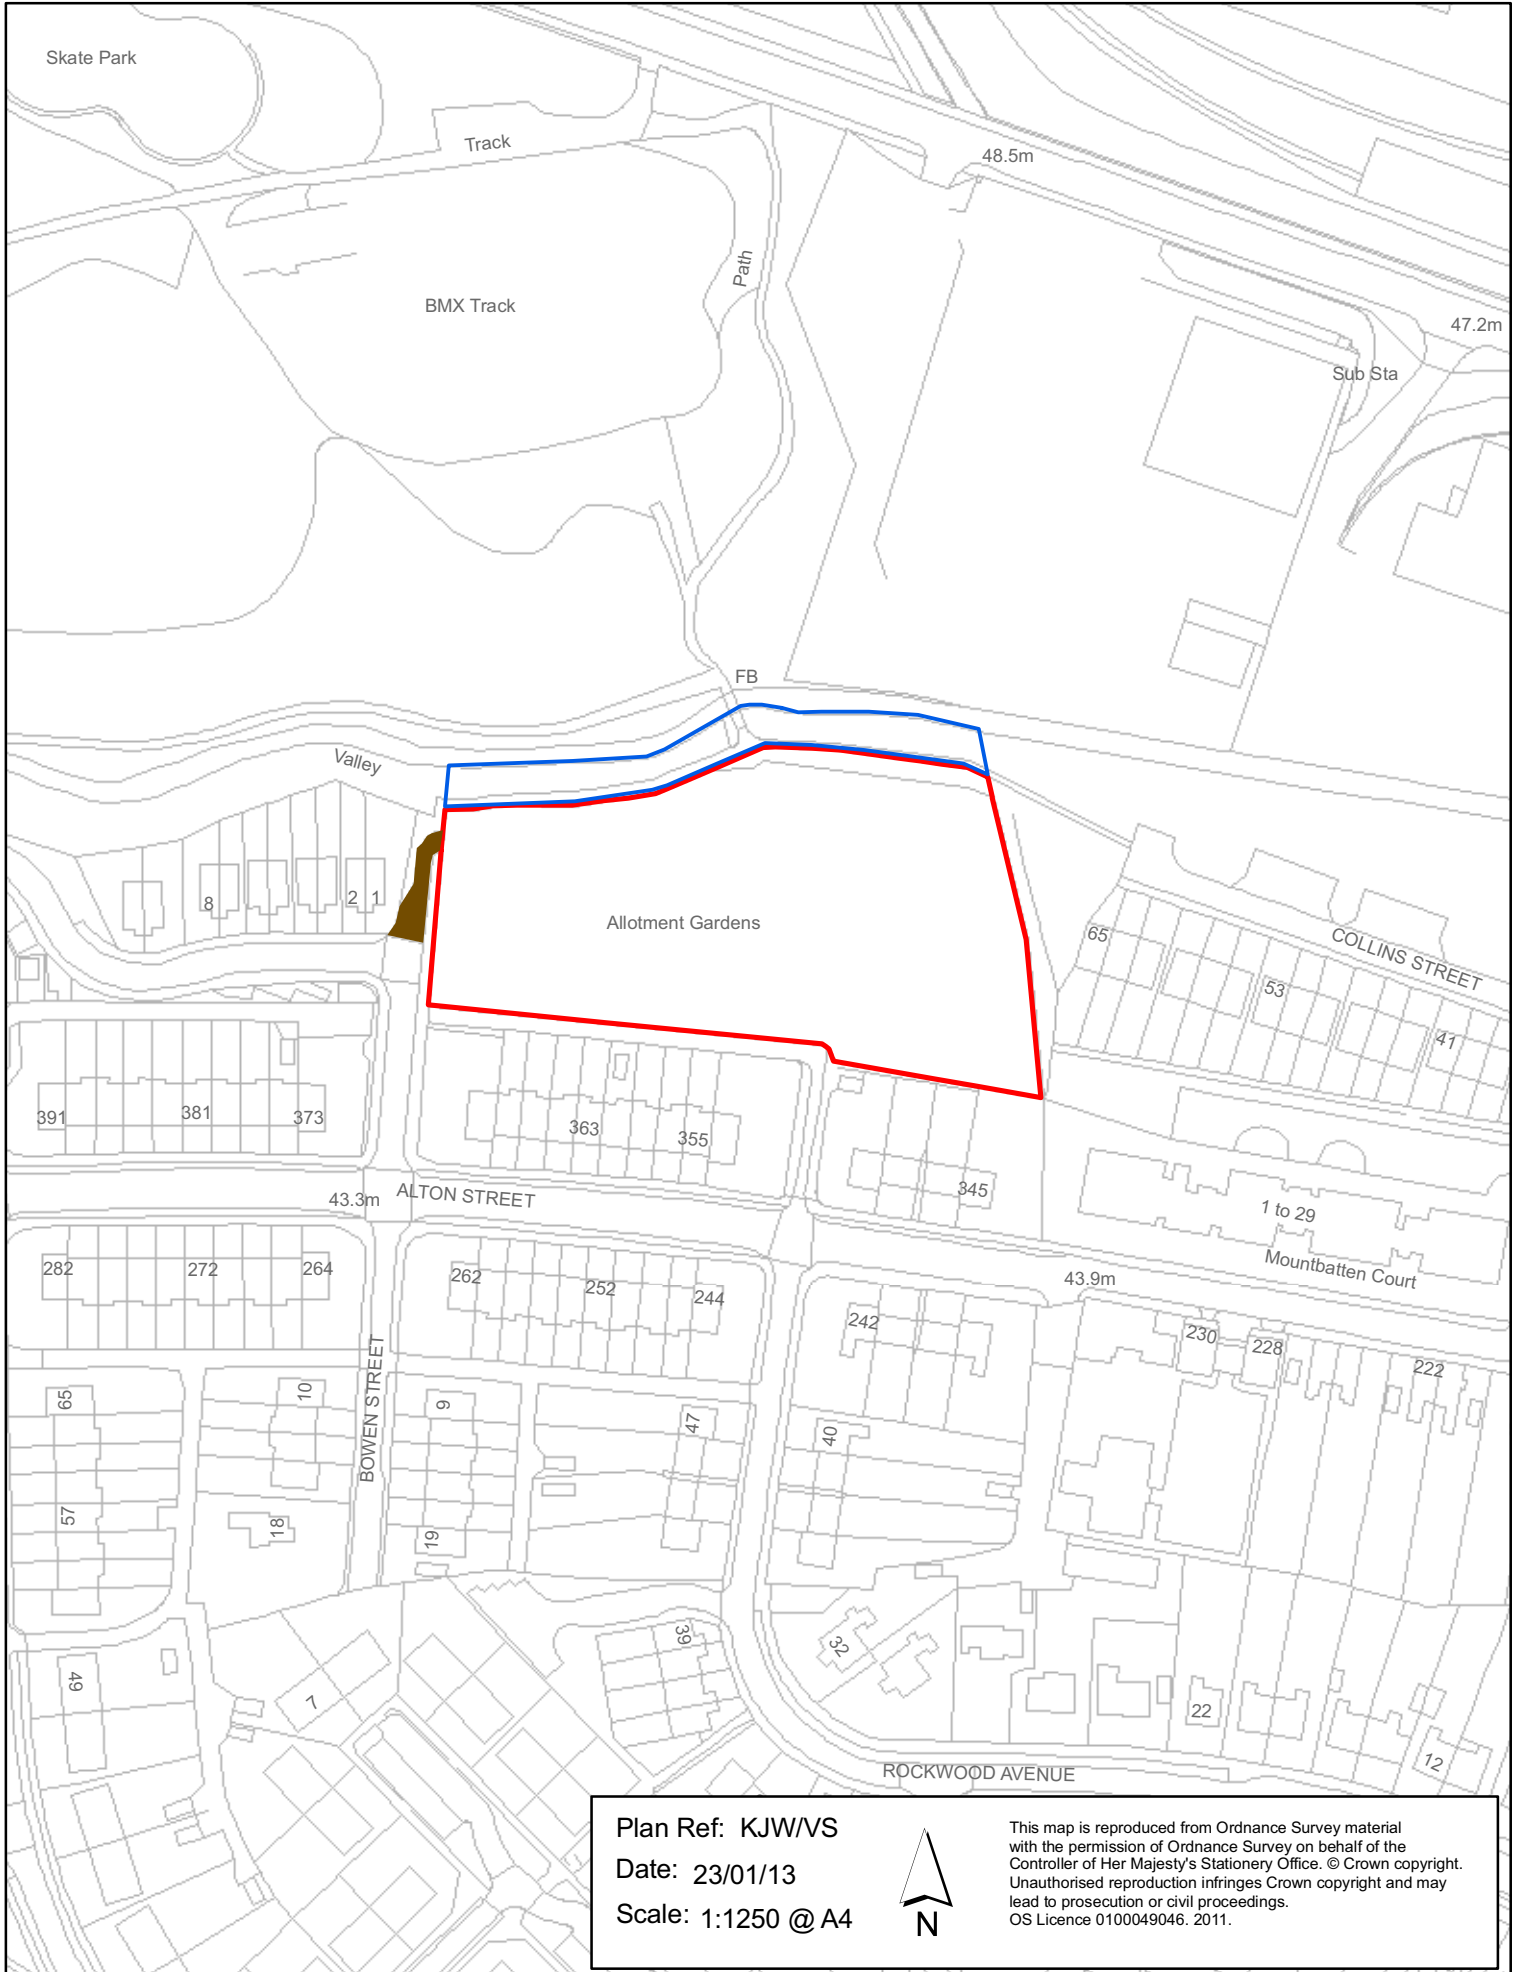 Skate Park
Track
48.5m
Path
BMX Track
47.2m
Sub Sta
FB
Valley
8
2 1
Allotment Gardens
65
COLLINS STREET
53
41
391
381
373
363
355
345
43.3m
ALTON STREET
1 to 29
Mountbatten Court
282
272
264
262
252
244
43.9m
242
230
228
222
BOWEN STREET
65
10
9
47
40
57
18
19
39
32
49
7
22
12
ROCKWOOD AVENUE
Plan Ref: KJW/VS
Date: 23/01/13
Scale: 1:1250 @ A4
N
This map is reproduced from Ordnance Survey material
with the permission of Ordnance Survey on behalf of the
Controller of Her Majesty's Stationery Office. © Crown copyright.
Unauthorised reproduction infringes Crown copyright and may
lead to prosecution or civil proceedings.
OS Licence 0100049046. 2011.